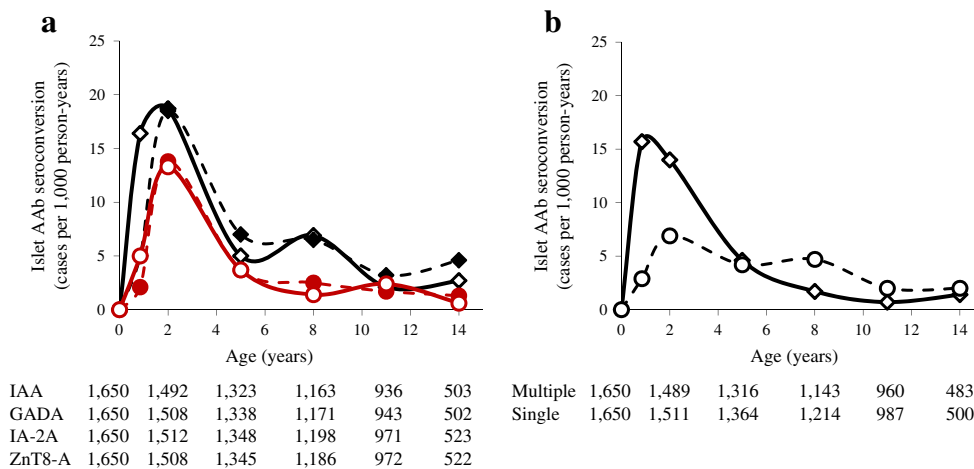 a
Islet AAb seroconversion
(cases per 1,000 person-years)
25
20
15
10
5
0
0 2 4 6 8 10 12 14
Age (years)
IAA 1,650 1,492 1,323 1,163 936 503
GADA 1,650 1,508 1,338 1,171 943 502
IA-2A 1,650 1,512 1,348 1,198 971 523
ZnT8-A 1,650 1,508 1,345 1,186 972 522
b
Islet AAb seroconversion
(cases per 1,000 person-years)
25
20
15
10
5
0
0 2 4 6 8 10 12 14
Age (years)
Multiple 1,650 1,489 1,316 1,143 960 483
Single 1,650 1,511 1,364 1,214 987 500